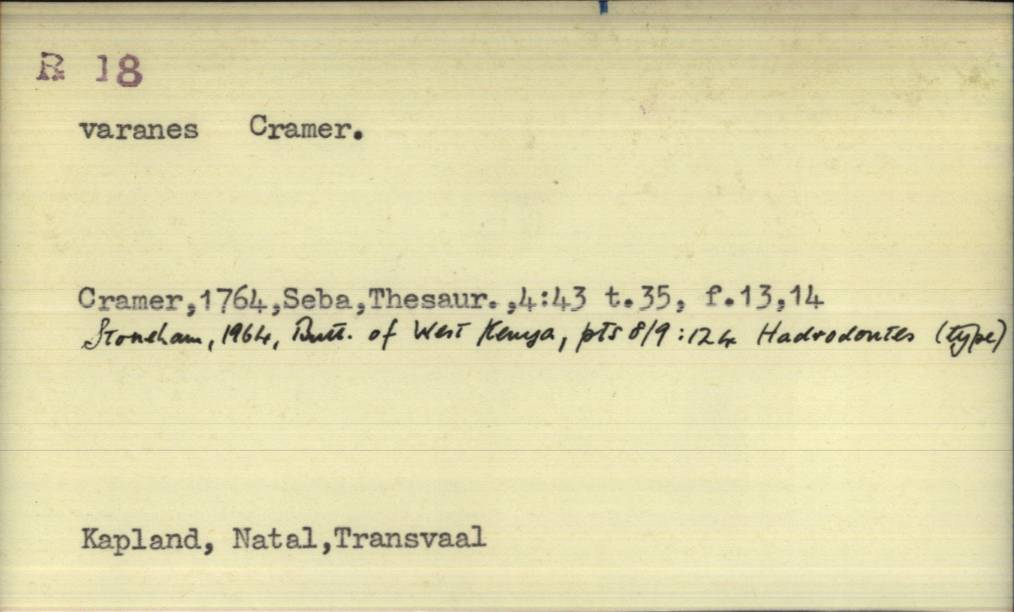 R 18
varanes Cramer.
Cramer,1764,Seba,Thesaur.,4:43 t.35, f.13,14
Stoneham, 1964, Butt. of West Kenya, pts 8/9:124 Hadrodontes (type)
Kapland, Natal,Transvaal